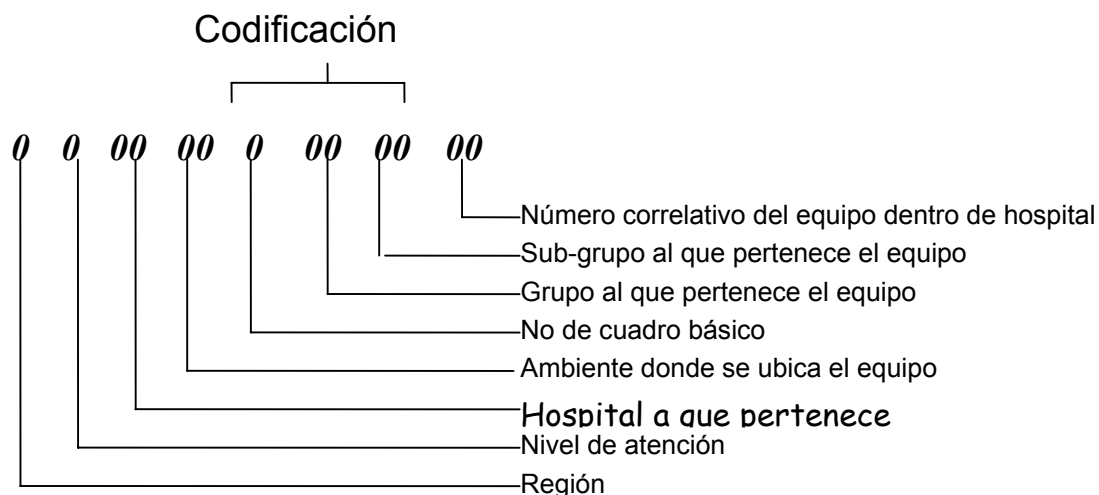 Codificación
0 0 00 00 0 00 00 00
Número correlativo del equipo dentro de hospital
Sub-grupo al que pertenece el equipo
Grupo al que pertenece el equipo
No de cuadro básico
Ambiente donde se ubica el equipo
Hospital a que pertenece
Nivel de atención
Región